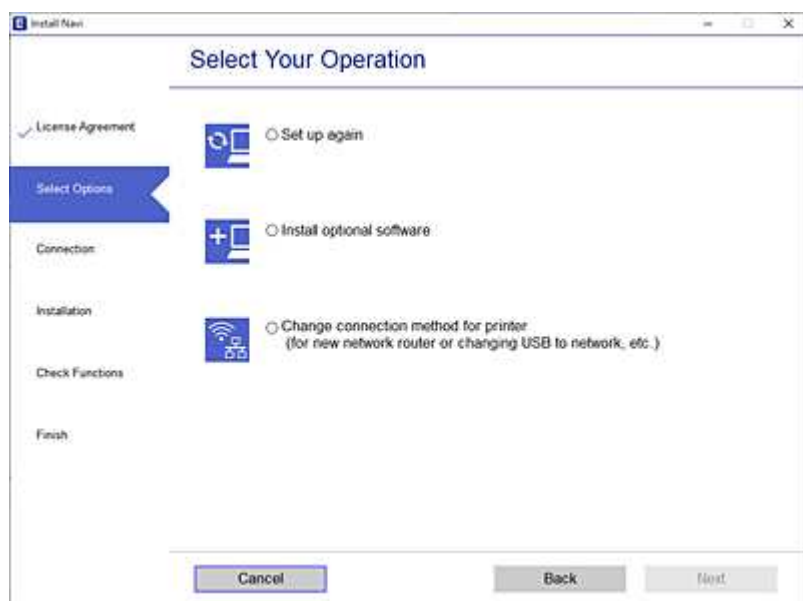 Install Navi
Select Your Operation
License Agreement
Select Options
Connection
Installation
Check Functions
Finish
Set up again
Install optional software
Change connection method for printer
(for new network router or changing USB to network, etc.)
Cancel
Back
Next